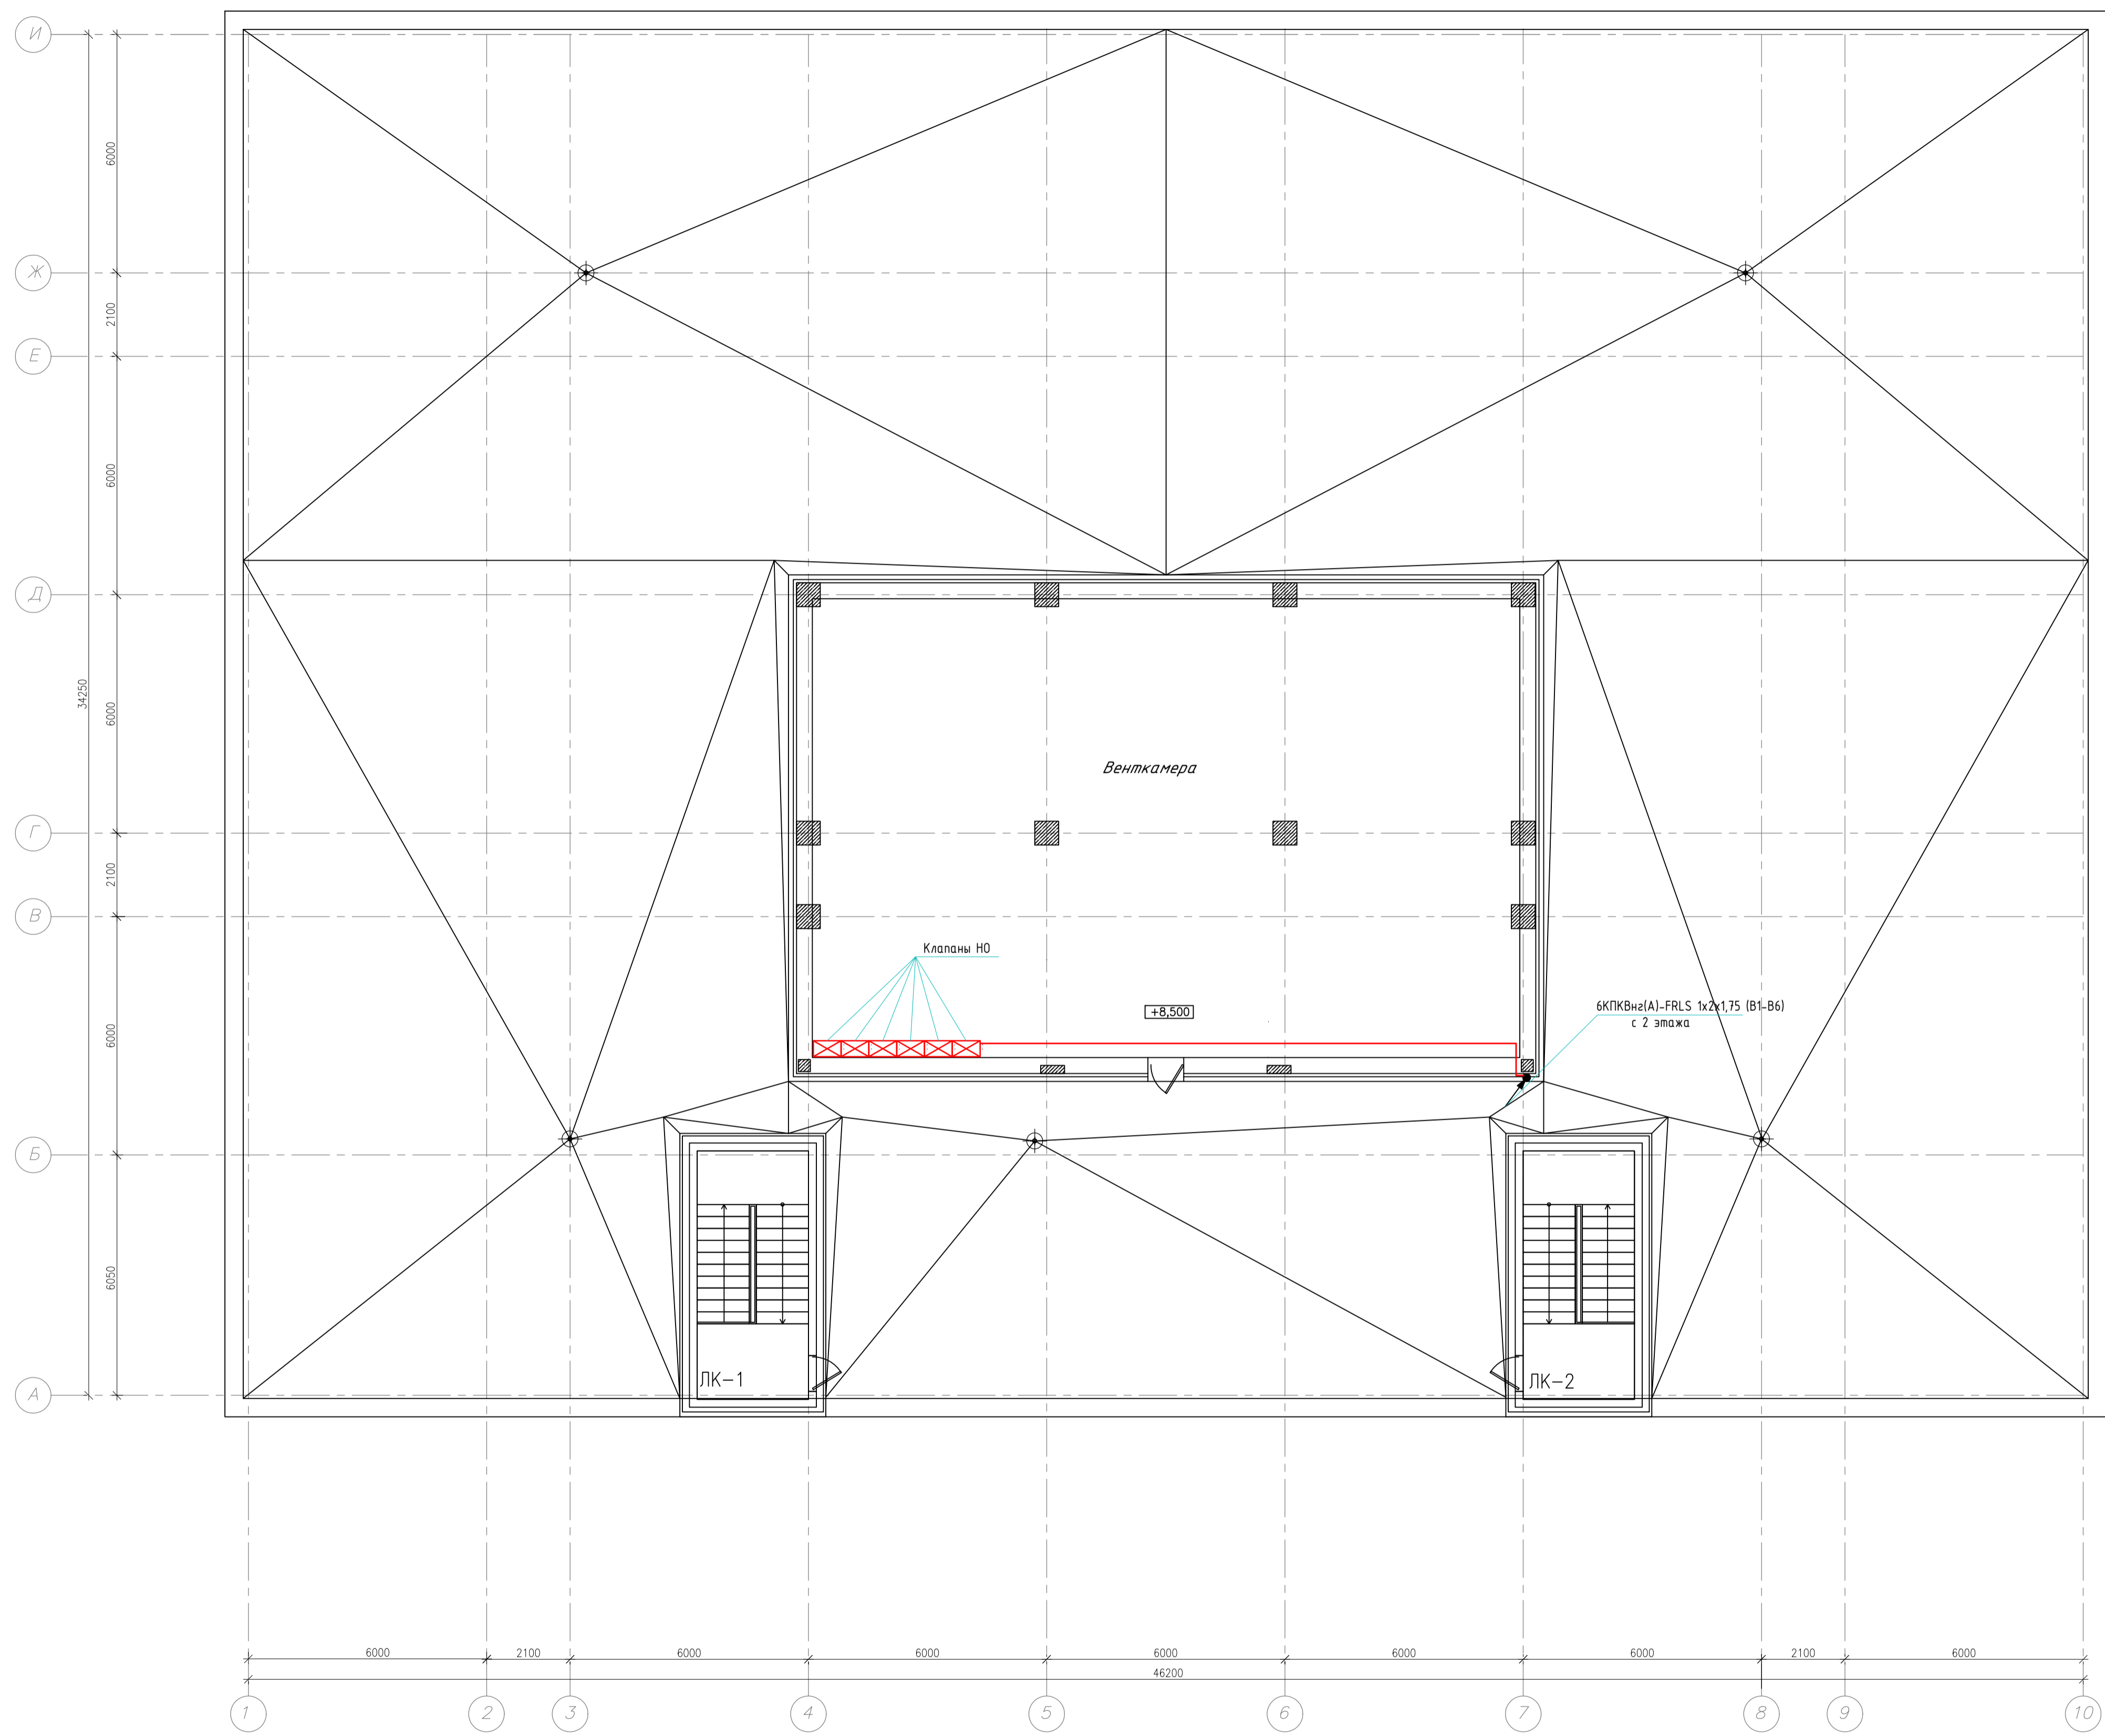 И
6000
Ж
2100
Е
6000
Д
34250
6000
Венткамера
Г
2100
В
Клапаны НО
6КПКВнг(А)-FRLS 1х2х1,75 (В1-В6)
с 2 этажа
+8,500
6000
Б
6050
ЛК-1
ЛК-2
А
6000
2100
6000
6000
6000
6000
6000
2100
6000
46200
1
2
3
4
5
6
7
8
9
10